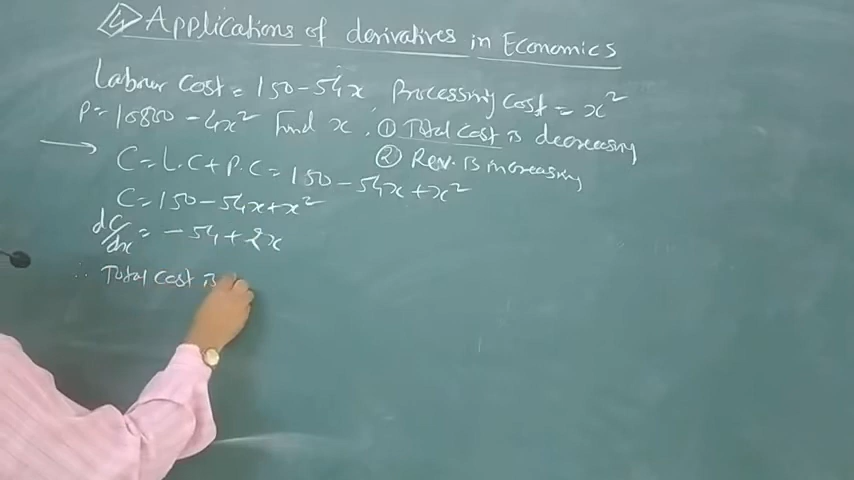 4 Applications of derivatives in Economics
Labour Cost = 150 - 54x, Processing Cost = x²
P = 10800 - 4x² Find x. ① Total Cost is decreasing
② Rev. is increasing
→ C = L.C + P.C = 150 - 54x + x²
C = 150 - 54x + x²
dC/dx = -54 + 2x
∴ Total Cost is